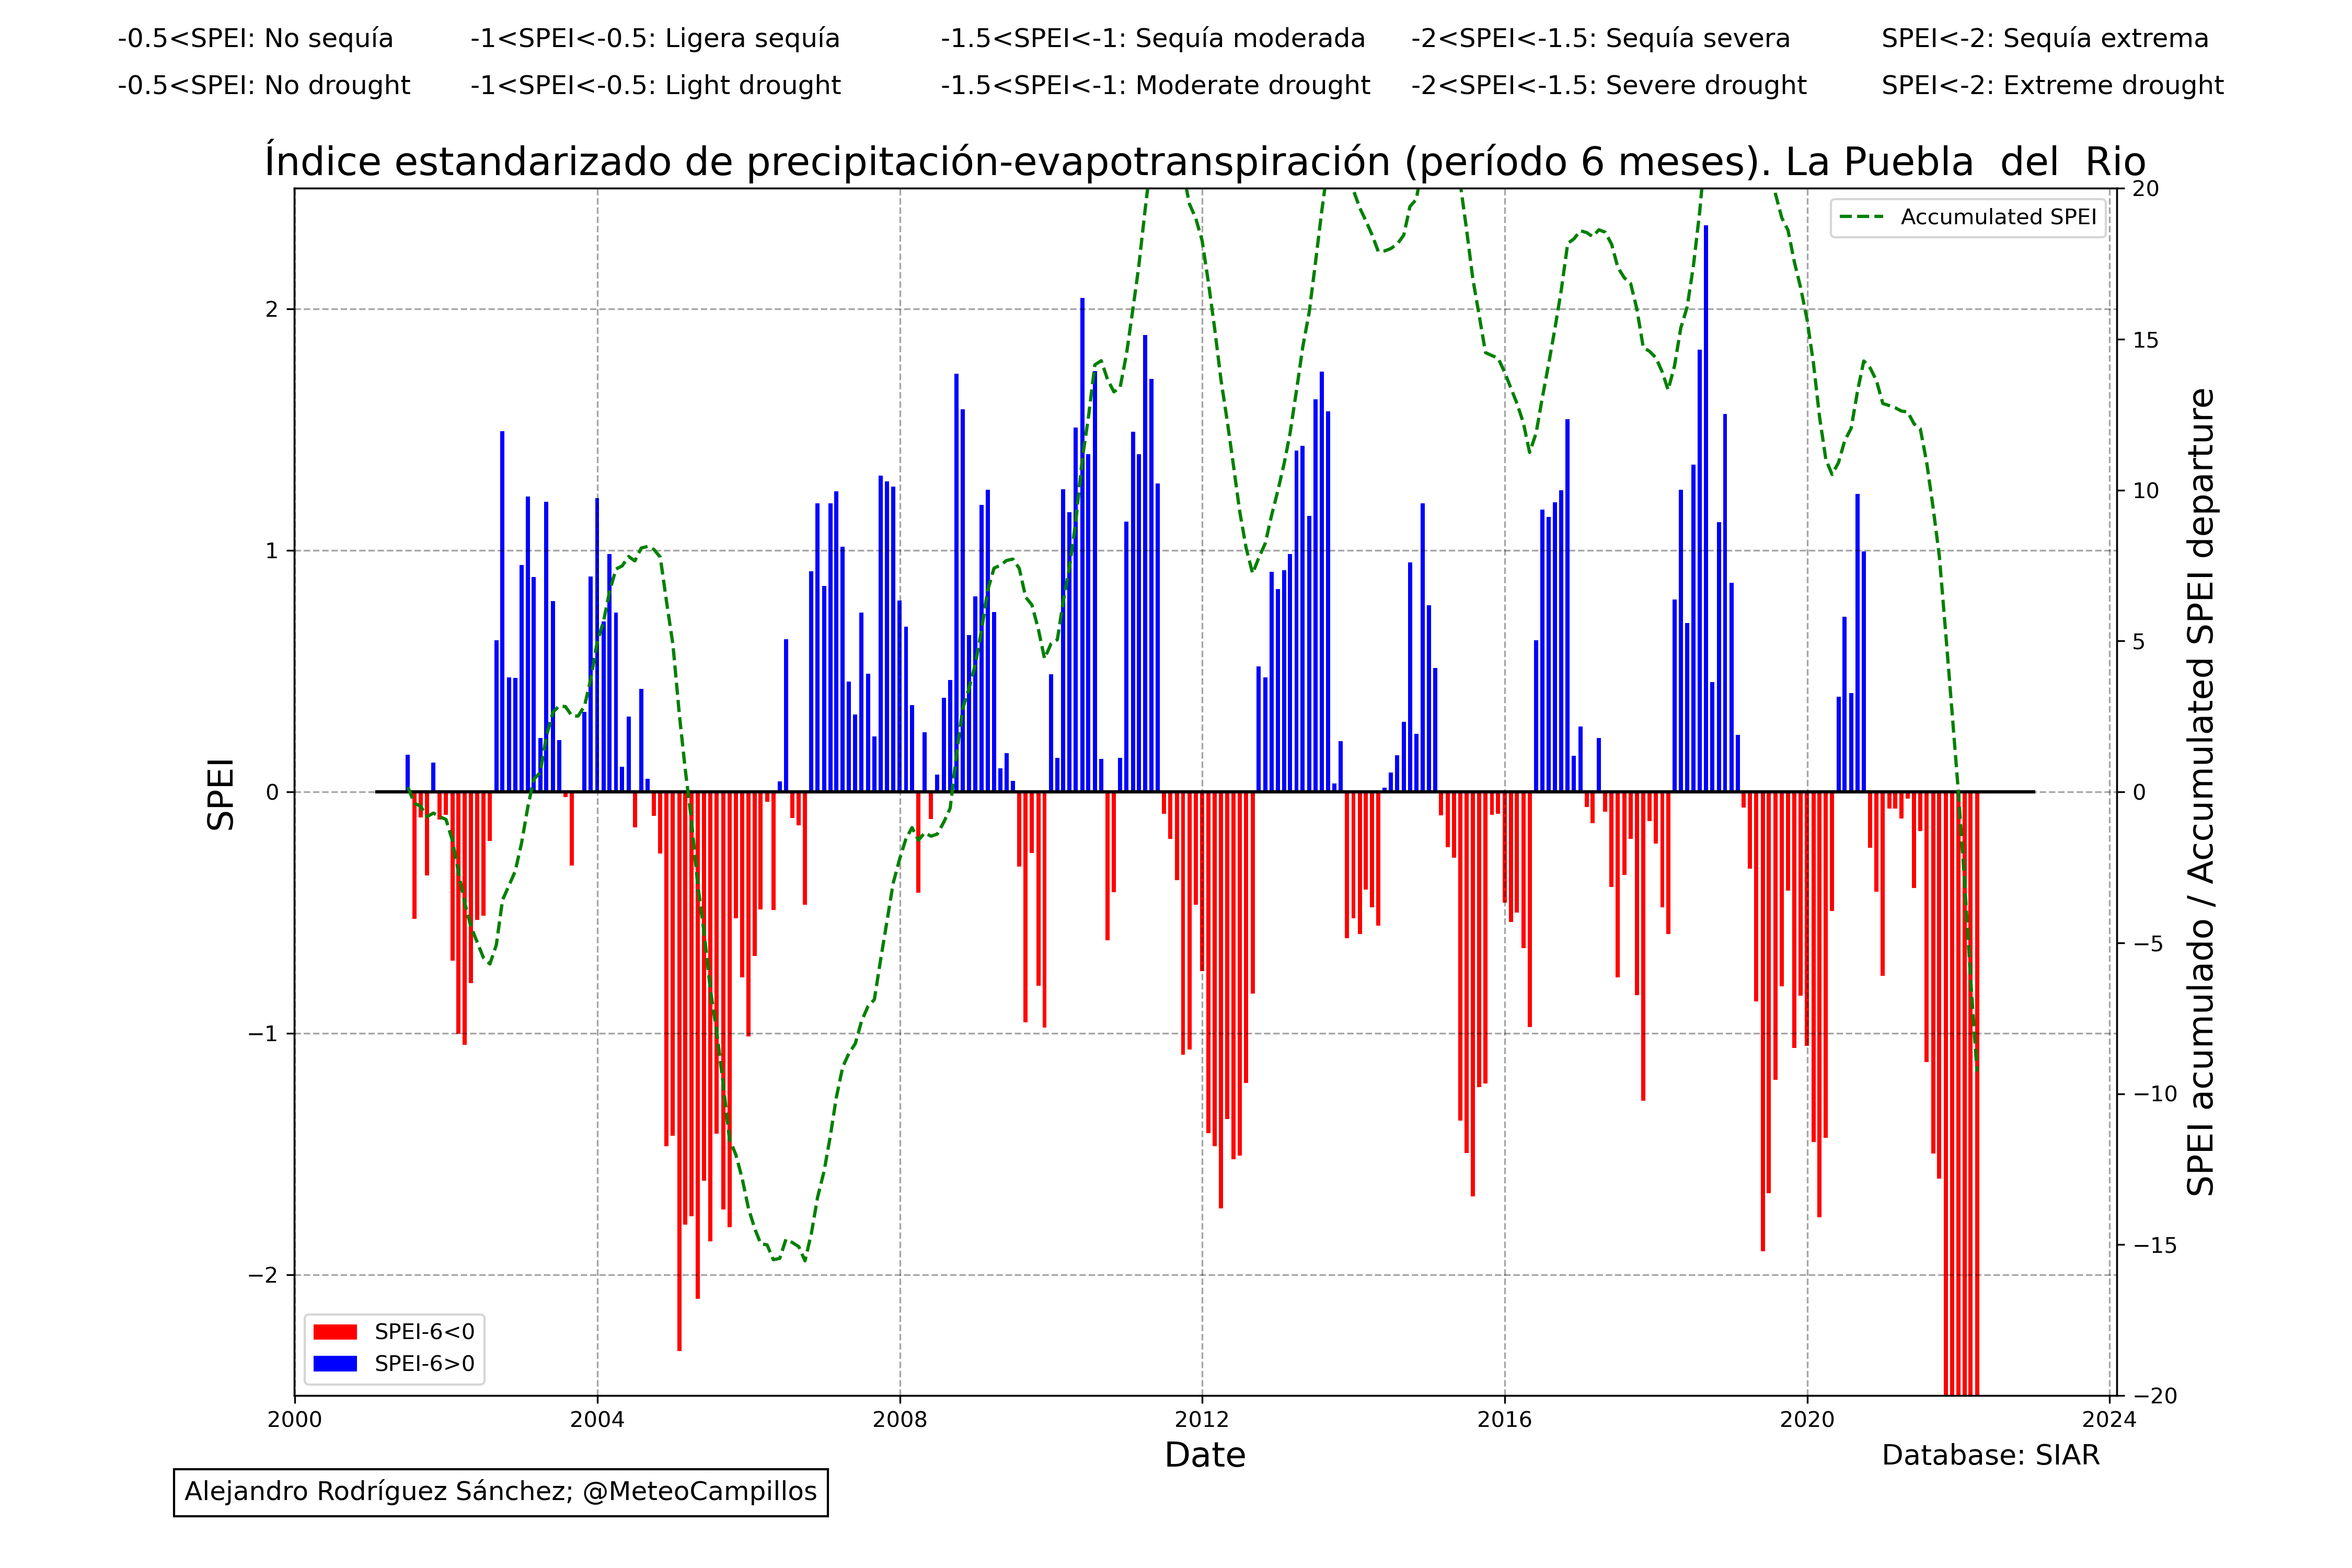 -0.5<SPEI: No sequía -1<SPEI<-0.5: Ligera sequía -1.5<SPEI<-1: Sequía moderada -2<SPEI<-1.5: Sequía severa SPEI<-2: Sequía extrema
-0.5<SPEI: No drought -1<SPEI<-0.5: Light drought -1.5<SPEI<-1: Moderate drought -2<SPEI<-1.5: Severe drought SPEI<-2: Extreme drought
Índice estandarizado de precipitación-evapotranspiración (período 6 meses). La Puebla  del  Rio
Accumulated SPEI
SPEI
2
1
0
−1
−2
20
15
10
5
0
−5
−10
−15
−20
SPEI acumulado / Accumulated SPEI departure
SPEI-6<0
SPEI-6>0
2000 2004 2008 2012 2016 2020 2024
Date
Database: SIAR
Alejandro Rodríguez Sánchez; @MeteoCampillos